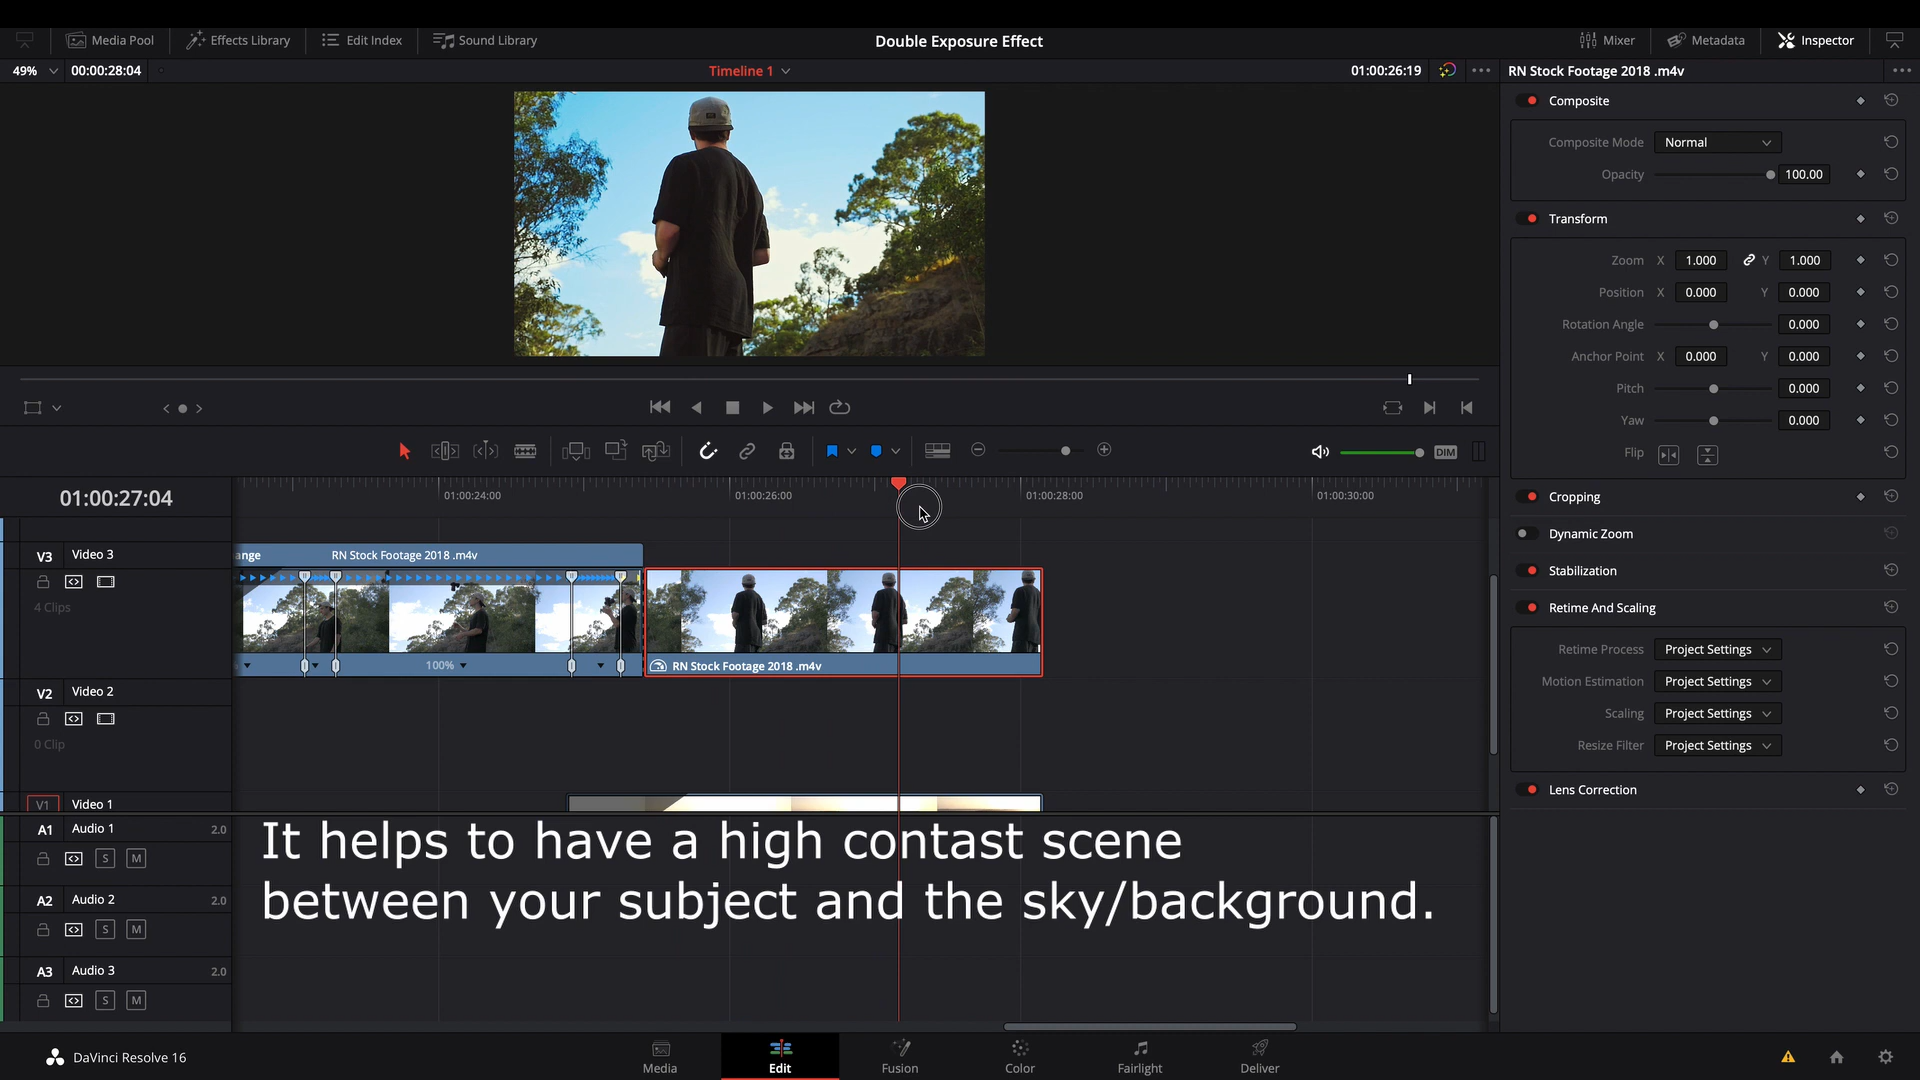 Media Pool Effects Library Edit Index Sound Library Double Exposure Effect Mixer Metadata Inspector
49% 00:00:28:04 Timeline 1 01:00:26:19 RN Stock Footage 2018 .m4v
Composite
Composite Mode Normal
Opacity 100.00
Transform
Zoom X 1.000 Y 1.000
Position X 0.000 Y 0.000
Rotation Angle 0.000
Anchor Point X 0.000 Y 0.000
Pitch 0.000
Yaw 0.000
Flip
Cropping
Dynamic Zoom
Stabilization
Retime And Scaling
Retime Process Project Settings
Motion Estimation Project Settings
Scaling Project Settings
Resize Filter Project Settings
Lens Correction
DIM
01:00:27:04 01:00:24:00 01:00:26:00 01:00:28:00 01:00:30:00
V3 Video 3 ange RN Stock Footage 2018 .m4v
4 Clips
100% RN Stock Footage 2018 .m4v
V2 Video 2
0 Clip
V1 Video 1
A1 Audio 1 2.0
S M
A2 Audio 2 2.0
S M
A3 Audio 3 2.0
S M
It helps to have a high contast scene
between your subject and the sky/background.
DaVinci Resolve 16 Media Edit Fusion Color Fairlight Deliver